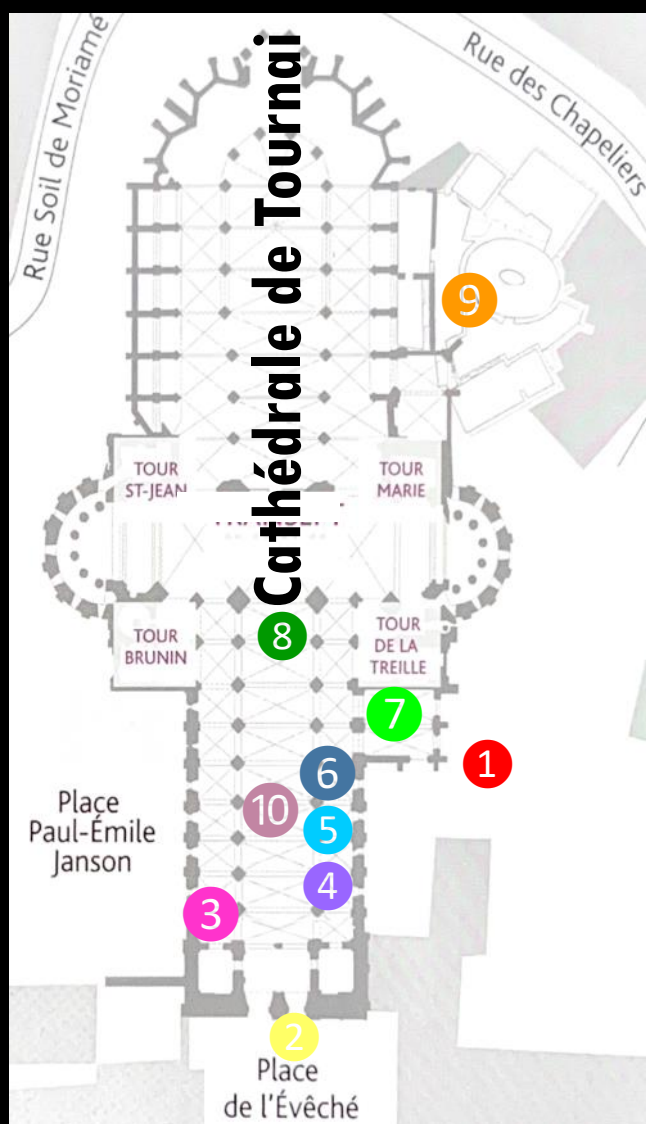 Rue Soil de Moriamé
Cathédrale de Tournai
Rue des Chapeliers
9
TOUR
ST-JEAN
TOUR
MARIE
8
TOUR
BRUNIN
TOUR
DE LA
TREILLE
7
1
6
10
5
4
3
Place
Paul-Émile
Janson
2
Place
de l'Évêché